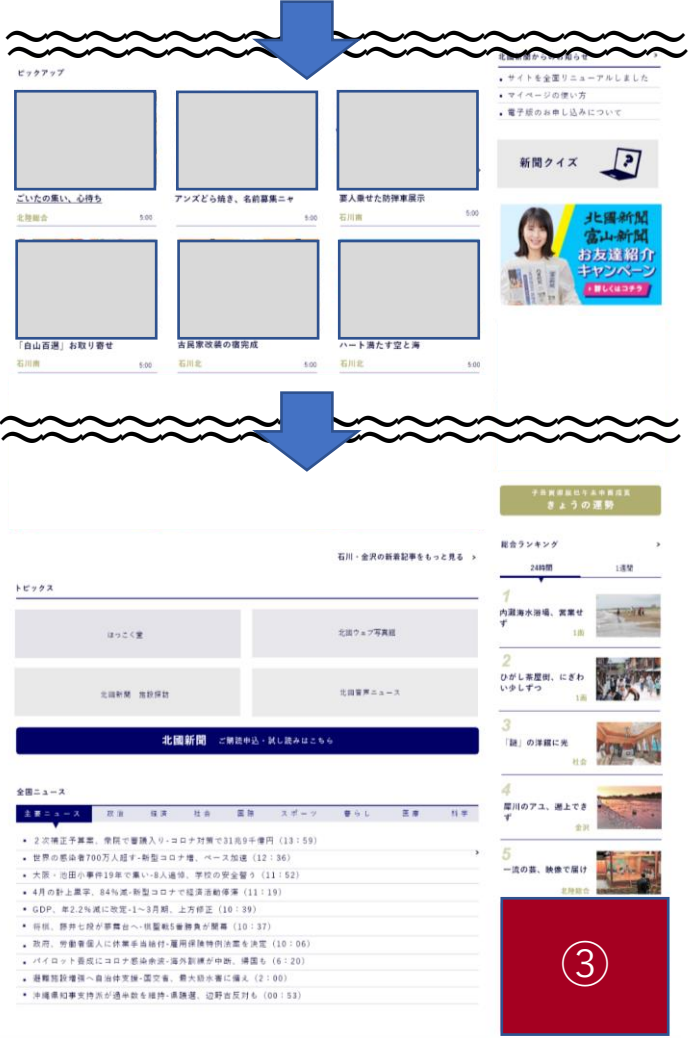 ピックアップ
ごいたの集い、心待ち
北陸総合 5:00
アンズどら焼き、名前募集ニャ
5:00
要人乗せた防弾車展示
石川南 5:00
「白山百選」お取り寄せ
石川南 5:00
古民家改装の宿完成
石川北 5:00
ハート満たす空と海
石川北 5:00
北國新聞からのお知らせ
サイトを全面リニューアルしました
マイページの使い方
電子版のお申し込みについて
新聞クイズ
?
北國新聞
富山新聞
お友達紹介
キャンペーン
詳しくはコチラ
石川・金沢の新着記事をもっと見る >
トピックス
ほっこく堂
北国ウェブ写真館
北國新聞 施設探訪
北国音声ニュース
北國新聞 ご購読申込・試し読みはこちら
全国ニュース
主要ニュース 政治 経済 社会 国際 スポーツ 暮らし 医療 科学
2次補正予算案、衆院で審議入り-コロナ対策で31兆9千億円 (13:59)
世界の感染者700万人超す-新型コロナ増、ペース加速 (12:36)
大阪・池田小事件19年で集い-8人追悼、学校の安全誓う (11:52)
4月の計上黒字、84%減-新型コロナで経済活動停滞 (11:19)
GDP、年2.2%減に改定-1~3月期、上方修正 (10:39)
将棋、藤井七段が夢舞台へ-棋聖戦5番勝負が開幕 (10:37)
政府、労働者個人に休業手当給付-雇用保険特例法案を決定 (10:06)
パイロット養成にコロナ感染余波-海外訓練が中断、帰国も (6:20)
避難施設増強へ自治体支援-国交省、最大級水害に備え (2:00)
沖縄県知事支持派が過半数を維持-県議選、辺野古反対も (00:53)
きょうの運勢
総合ランキング >
24時間 1週間
1
内灘海水浴場、営業せず
1面
2
ひがし茶屋街、にぎわい少しずつ
1面
3
「謎」の洋館に光
社会
4
犀川のアユ、遡上できず
金沢
5
一流の芸、映像で届け
北陸総合
③